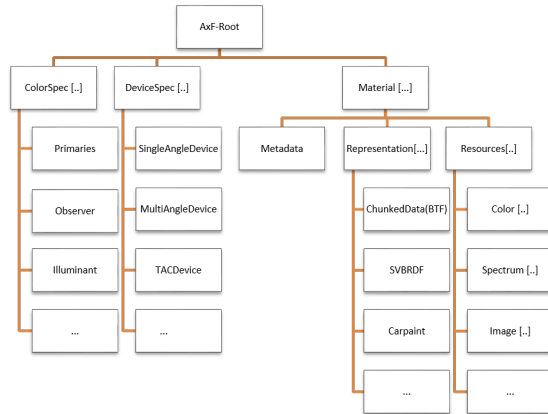 AxF-Root
ColorSpec [..]
DeviceSpec [..]
Material [...]
Primaries
SingleAngleDevice
Metadata
Representation[...]
Resources[..]
Observer
MultiAngleDevice
ChunkedData(BTF)
Color [..]
Illuminant
TACDevice
SVBRDF
Spectrum [..]
...
...
Carpaint
Image [..]
...
...